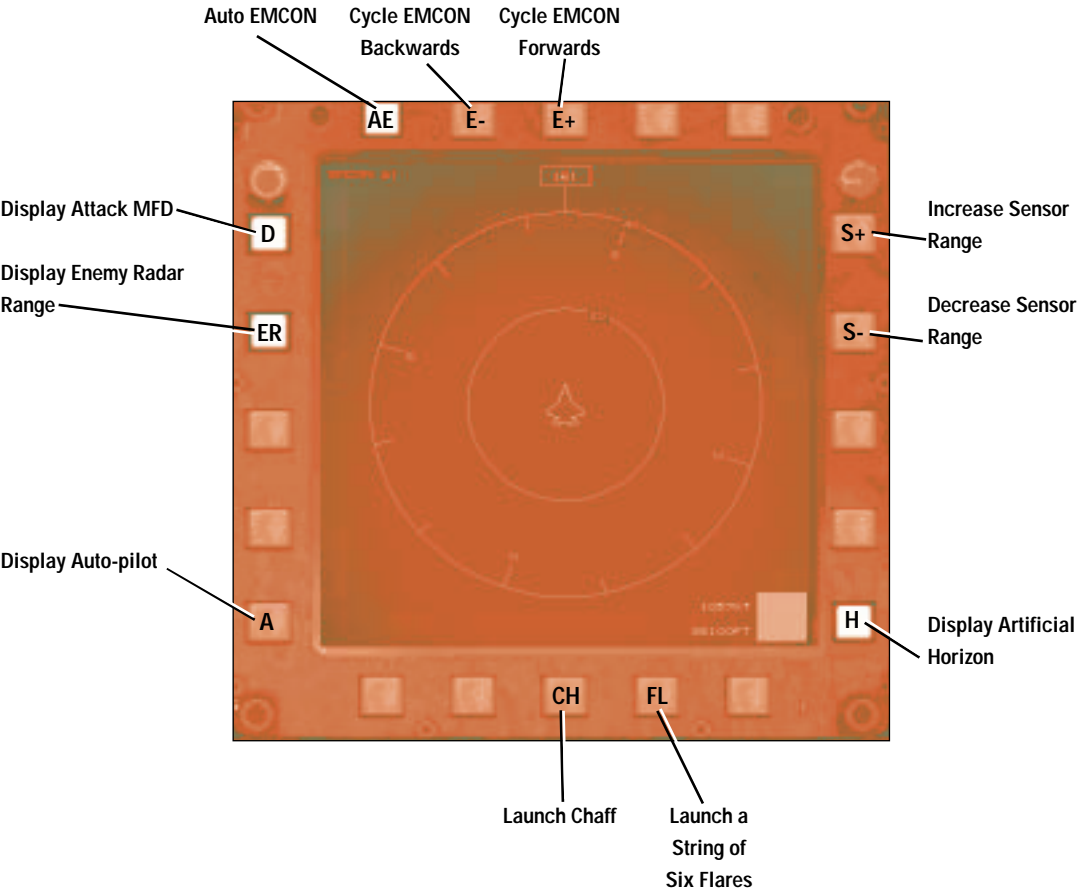 Auto EMCON
Cycle EMCON
Backwards
Cycle EMCON
Forwards
AE
E-
E+
Display Attack MFD
D
S+
Increase Sensor
Range
Display Enemy Radar
Range
ER
S-
Decrease Sensor
Range
Display Auto-pilot
A
H
Display Artificial
Horizon
CH
FL
Launch Chaff
Launch a
String of
Six Flares